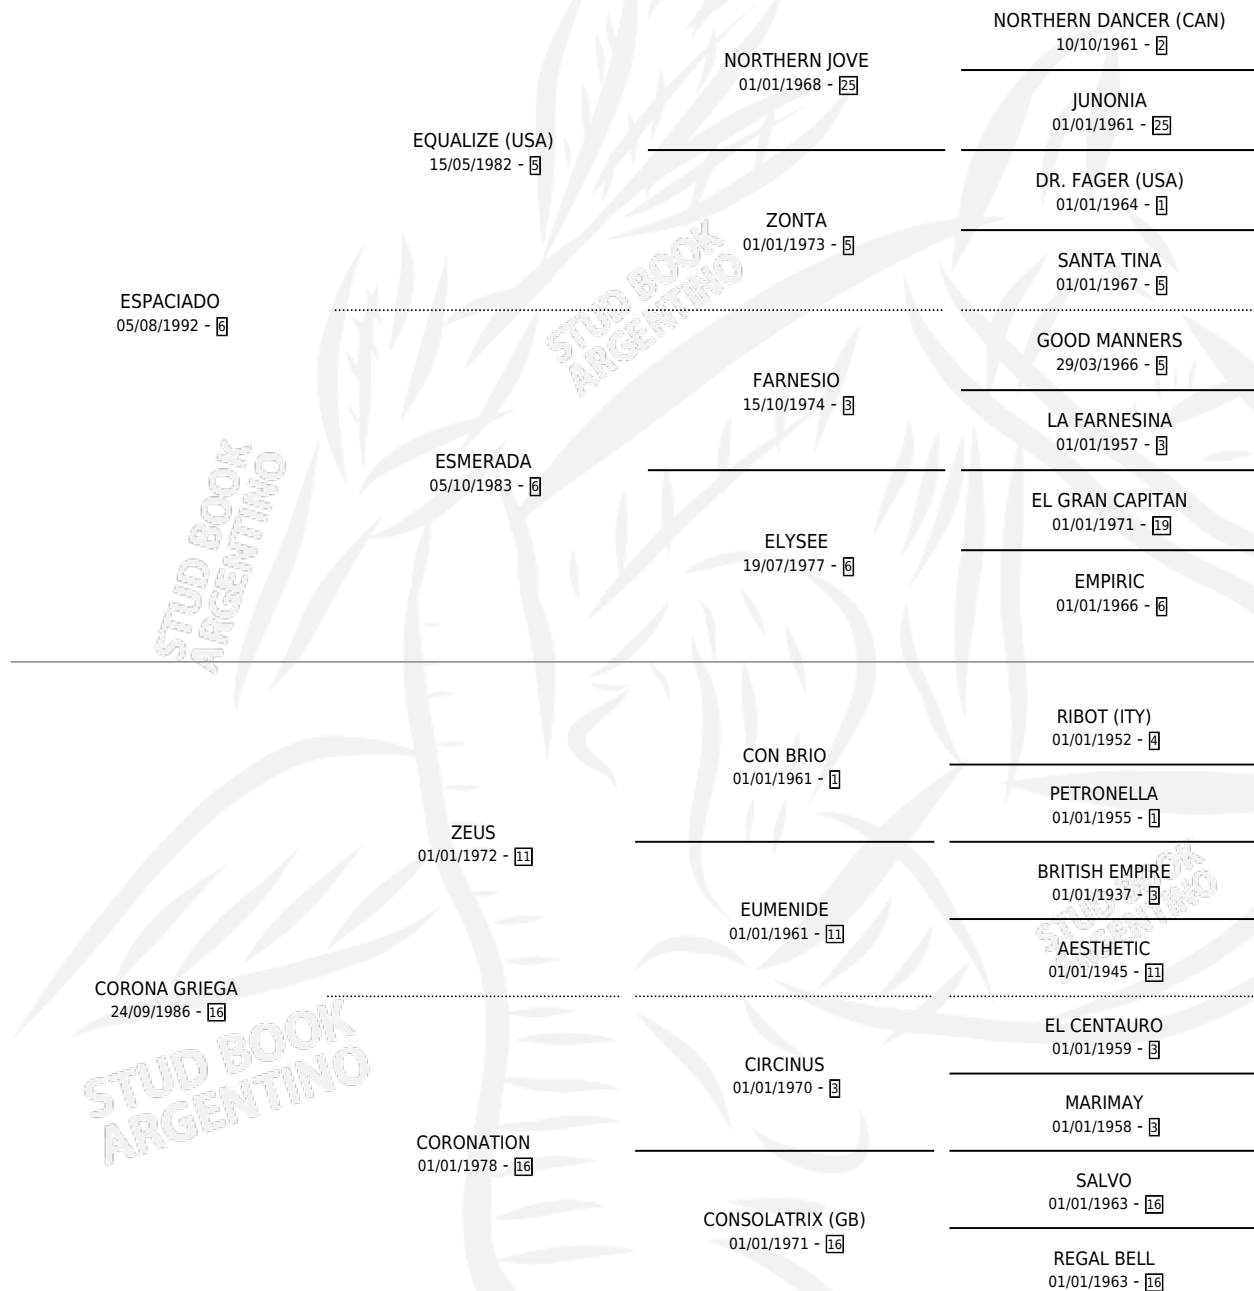 NORTHERN DANCER (CAN)
10/10/1961 - 2
NORTHERN JOVE
01/01/1968 - 25
JUNONIA
01/01/1961 - 25
EQUALIZE (USA)
15/05/1982 - 5
DR. FAGER (USA)
01/01/1964 - 1
ZONTA
01/01/1973 - 5
SANTA TINA
01/01/1967 - 5
ESPACIADO
05/08/1992 - 6
STUD BOOK
ARGENTINO
GOOD MANNERS
29/03/1966 - 5
FARNESIO
15/10/1974 - 3
LA FARNESINA
01/01/1957 - 3
ESMERADA
05/10/1983 - 6
EL GRAN CAPITAN
01/01/1971 - 19
ELYSEE
19/07/1977 - 6
EMPIRIC
01/01/1966 - 6
STUD BOOK
ARGENTINO
RIBOT (ITY)
01/01/1952 - 4
CON BRIO
01/01/1961 - 1
PETRONELLA
01/01/1955 - 1
ZEUS
01/01/1972 - 11
BRITISH EMPIRE
01/01/1937 - 3
EUMENIDE
01/01/1961 - 11
AESTHETIC
01/01/1945 - 11
STUD BOOK
ARGENTINO
CORONA GRIEGA
24/09/1986 - 16
STUD BOOK
ARGENTINO
EL CENTAURO
01/01/1959 - 3
CIRCINUS
01/01/1970 - 3
MARIMAY
01/01/1958 - 3
CORONATION
01/01/1978 - 16
SALVO
01/01/1963 - 16
CONSOLATRIX (GB)
01/01/1971 - 16
REGAL BELL
01/01/1963 - 16